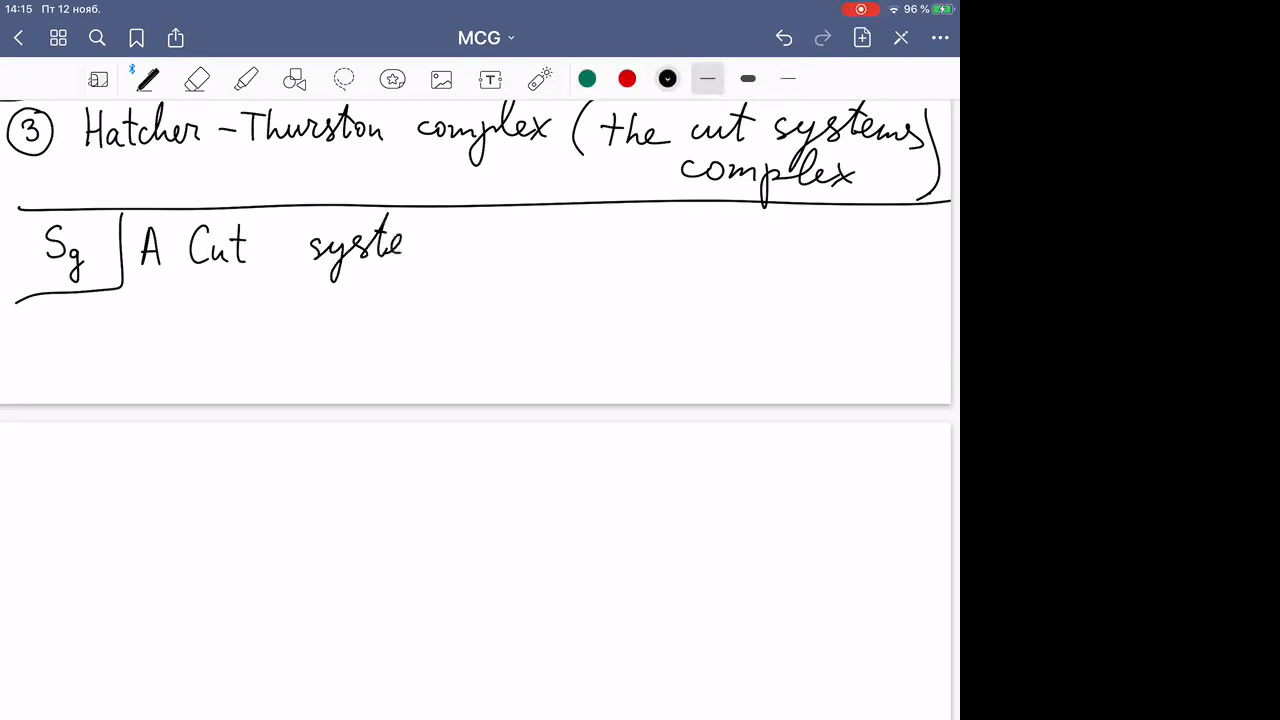 14:15 Пт 12 нояб. 96 %
MCG
③ Hatcher - Thurston complex (the cut systems
complex)
Sg A Cut syste